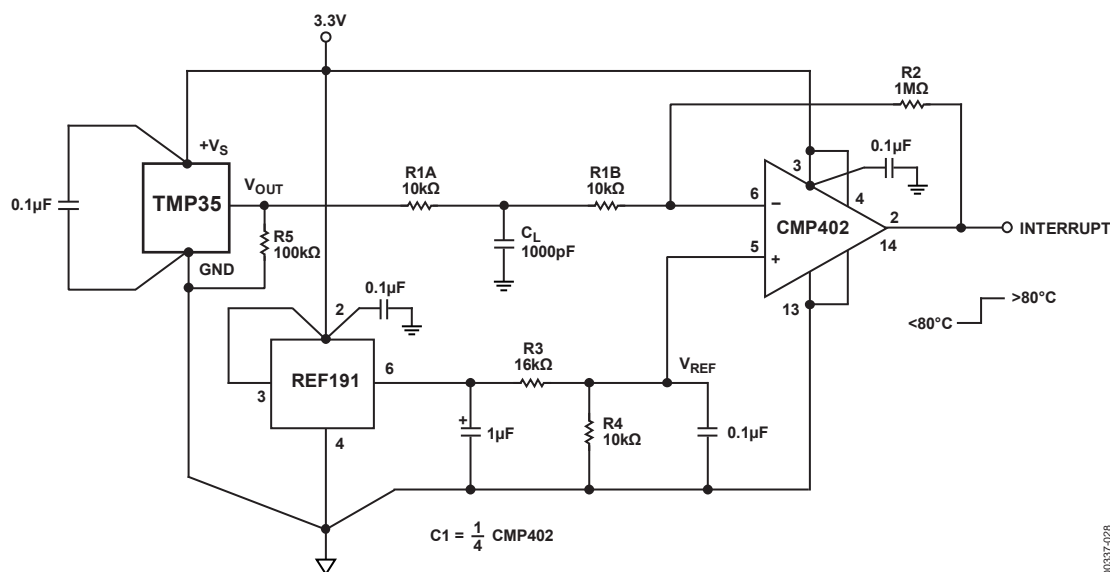 3.3V
R2
1MΩ
0.1µF
3
+VS
0.1µF
TMP35
VOUT
R1A
10kΩ
R1B
10kΩ
6
–
4
CMP402
2
14
INTERRUPT
R5
100kΩ
CL
1000pF
5
+
GND
0.1µF
2
13
>80°C
<80°C
REF191
3
6
R3
16kΩ
VREF
4
+
1µF
R4
10kΩ
0.1µF
C1 = 1/4 CMP402
00337-028